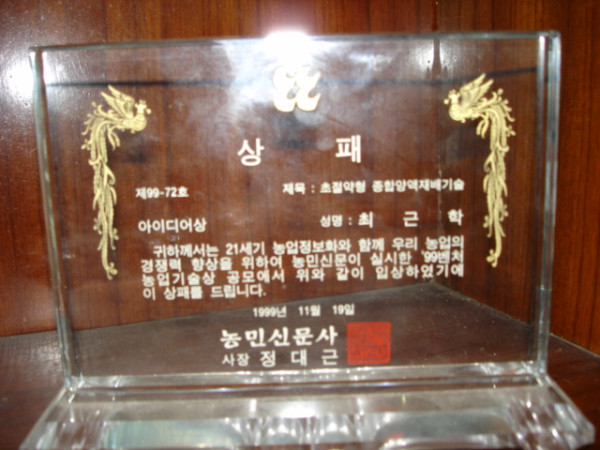 상 패
제99-72호 제목 : 초절약형 종합양액재배기술
아이디어상 성명 : 최 근 학
귀하께서는 21세기 농업정보화와 함께 우리 농업의
경쟁력 향상을 위하여 농민신문이 실시한 '99벤처
농업기술상 공모에서 위와 같이 입상하였기에
이 상패를 드립니다.
1999년 11월 19일
농민신문사
사장 정 대 근